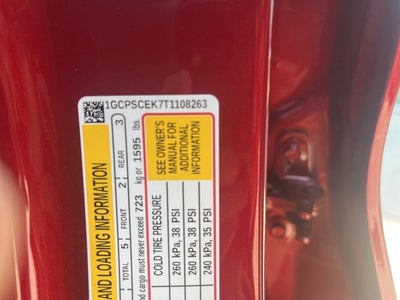 1GCPSCEK7T1108263
AND LOADING INFORMATION
TOTAL 5 FRONT 2 REAR 3
cargo must never exceed 723 kg or 1595 lbs.
COLD TIRE PRESSURE
260 kPa, 38 PSI
260 kPa, 38 PSI
240 kPa, 35 PSI
SEE OWNER'S
MANUAL FOR
ADDITIONAL
INFORMATION